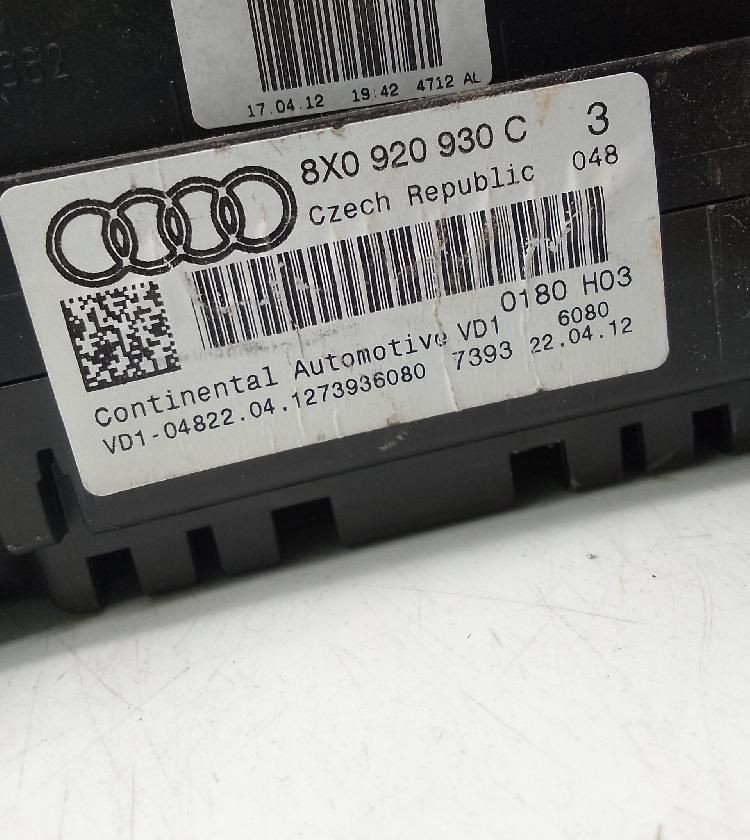 17.04.12 19:42 4712 AL
8X0 920 930 C 3
Czech Republic 048
0180 H03
Continental Automotive VD1 6080
VD1-04822.04.1273936080 7393 22.04.12